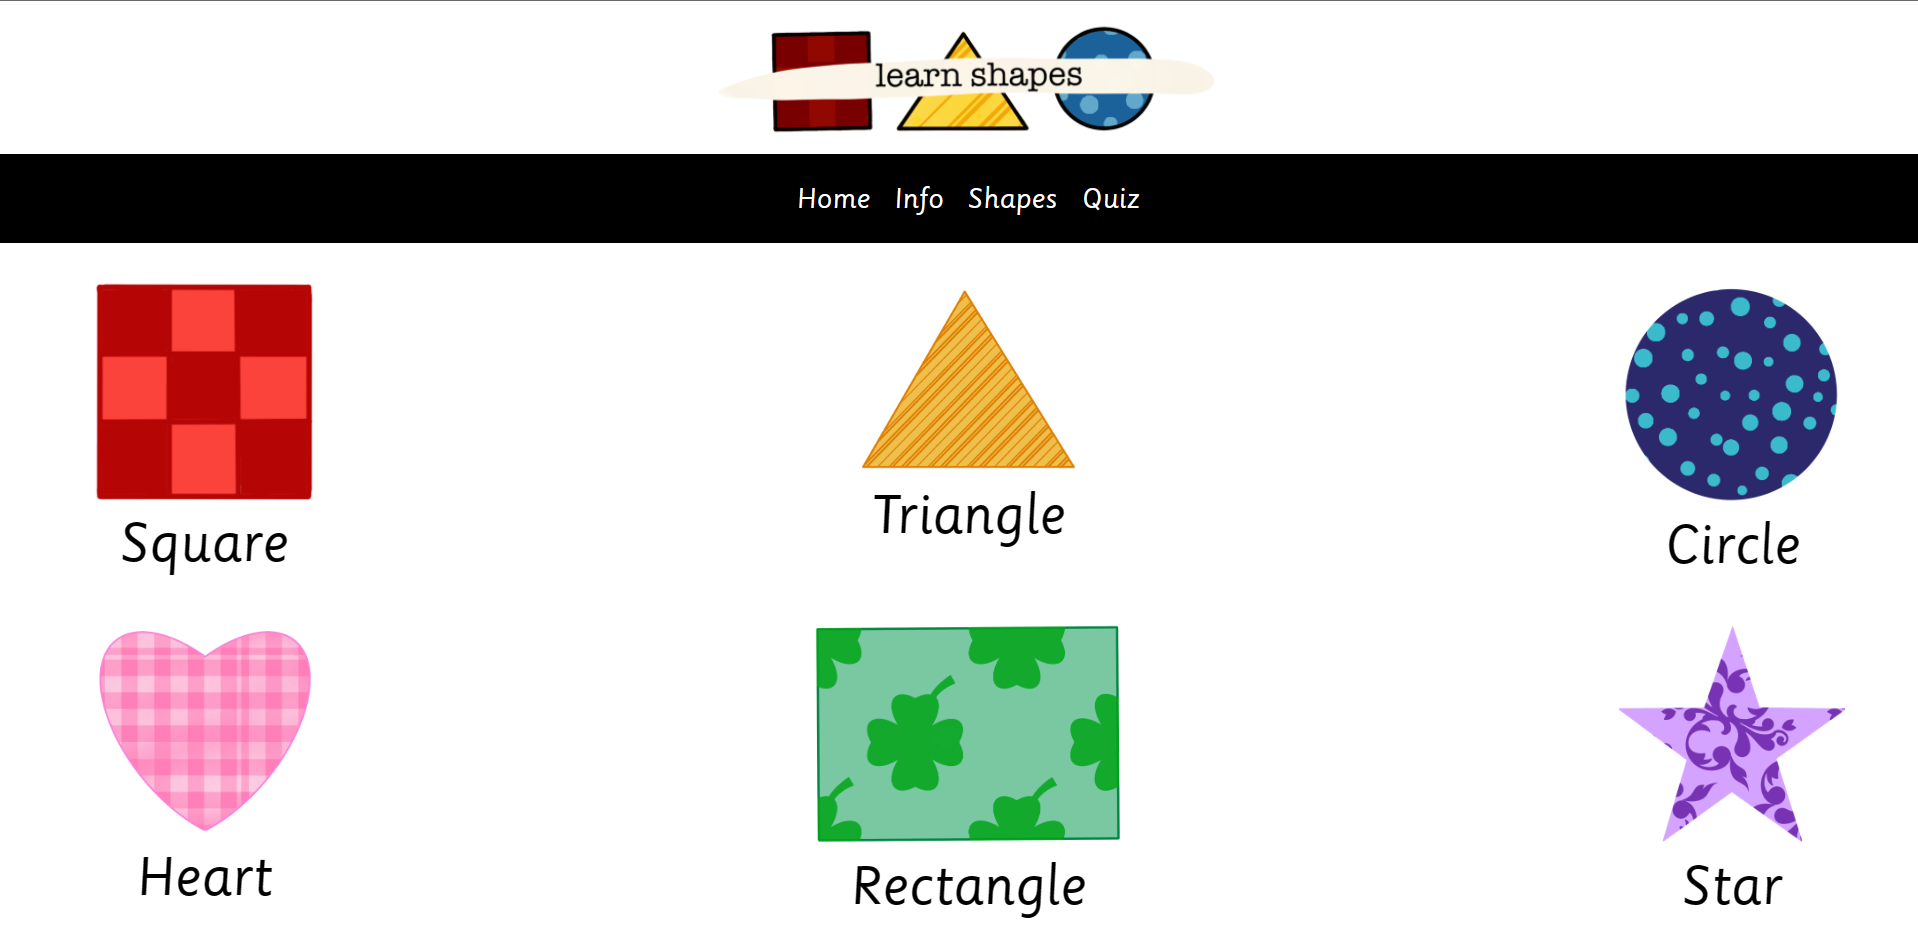 learn shapes
Home Info Shapes Quiz
Square
Triangle
Circle
Heart
Rectangle
Star